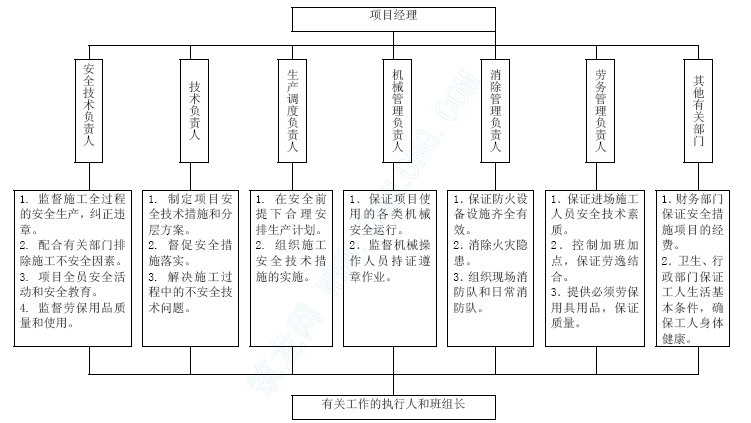 项目经理
安全技术负责人
技术负责人
生产调度负责人
机械管理负责人
消除管理负责人
劳务管理负责人
其他有关部门
1. 监督施工全过程
的安全生产，纠正违
章。
2. 配合有关部门排
除施工不安全因素。
3. 项目全员安全活
动和安全教育。
4. 监督劳保用品质
量和使用。
1. 制定项目安
全技术措施和分
层方案。
2. 督促安全措
施落实。
3. 解决施工过
程中的不安全技
术问题。
1. 在安全前
提下合理安
排生产计划。
2. 组织施工
安全技术措
施的实施。
1. 保证项目使
用的各类机械
安全运行。
2. 监督机械操
作人员持证遵
章作业。
1. 保证防火设
备设施齐全有
效。
2. 消除火灾隐
患。
3. 组织现场消
防队和日常消
防队。
1. 保证进场施工
人员安全技术素
质。
2. 控制加班加
点，保证劳逸结
合。
3. 提供必须劳保
用具用品，保证
质量。
1. 财务部门
保证安全措
施项目的经
费。
2. 卫生、行
政部门保证
工人生活基
本条件，确
保工人身体
健康。
有关工作的执行人和班组长